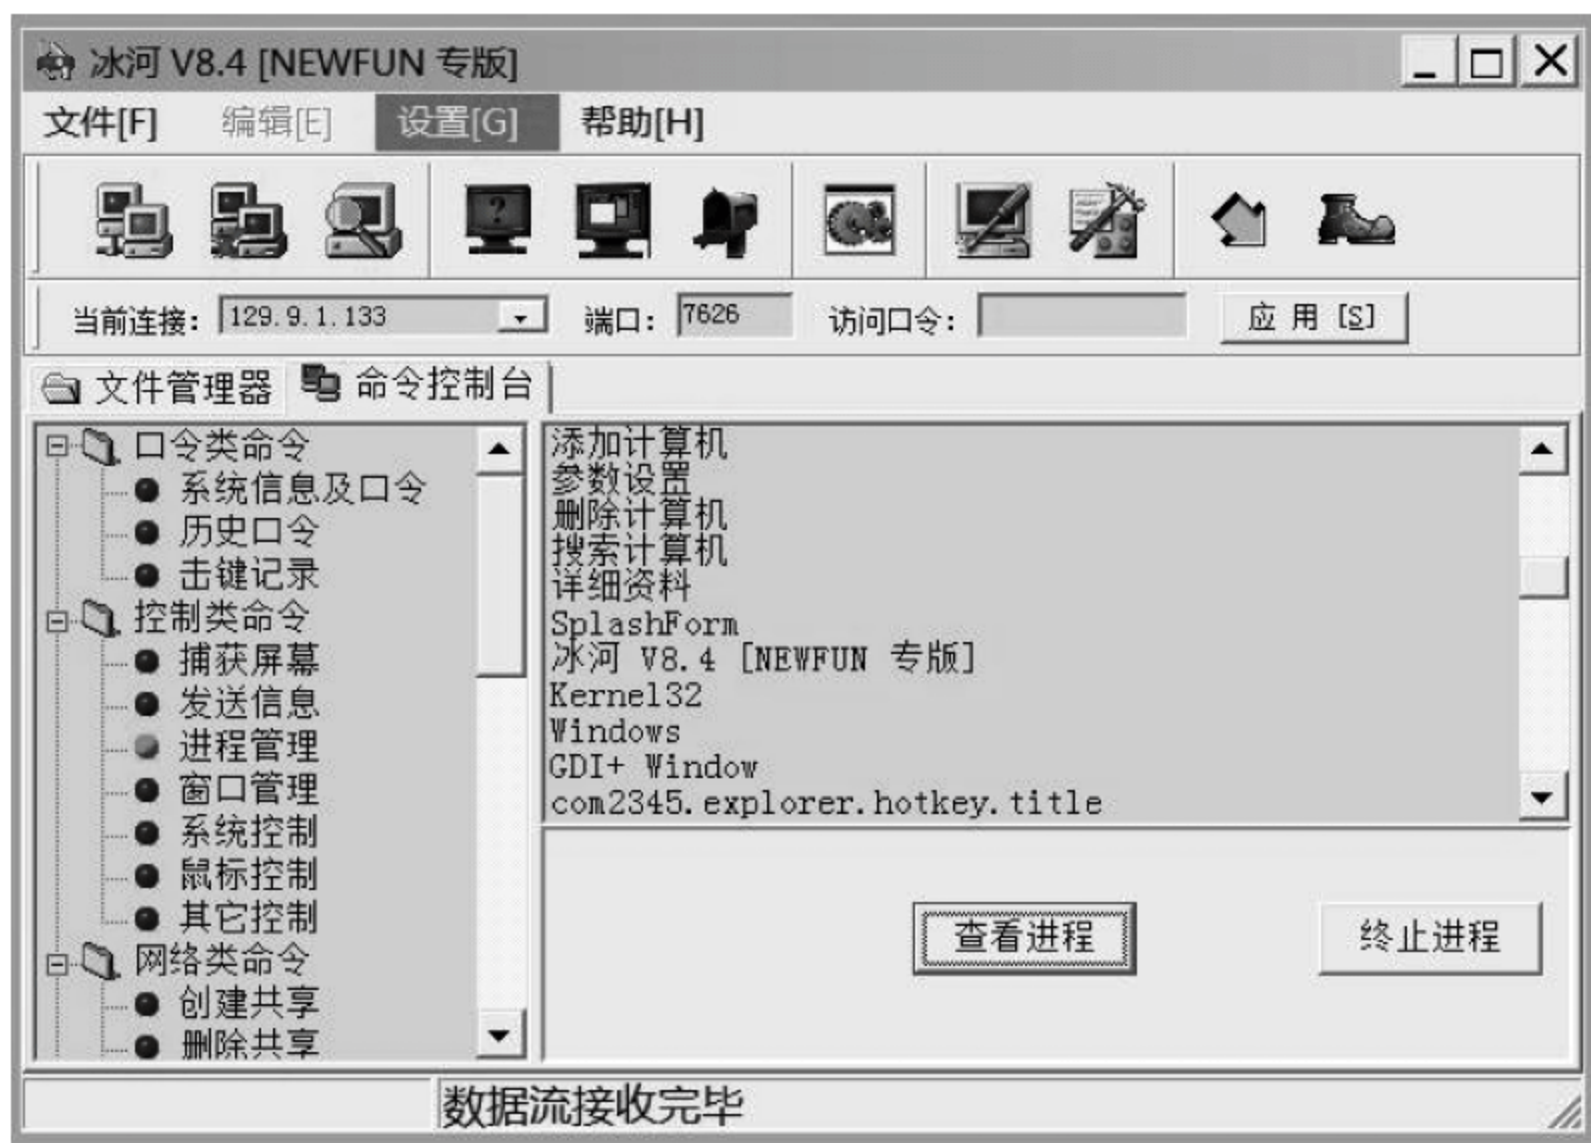 冰河 V8.4 [NEWFUN 专版]
文件[F] 编辑[E] 设置[G] 帮助[H]
当前连接: 129.9.1.133 端口: 7626 访问口令: 应用[S]
文件管理器 命令控制台
口令类命令
系统信息及口令
历史口令
击键记录
控制类命令
捕获屏幕
发送信息
进程管理
窗口管理
系统控制
鼠标控制
其它控制
网络类命令
创建共享
删除共享
添加计算机
参数设置
删除计算机
搜索计算机
详细资料
SplashForm
冰河 V8.4 [NEWFUN 专版]
Kernel32
Windows
GDI+ Window
com2345.explorer.hotkey.title
查看进程 终止进程
数据流接收完毕